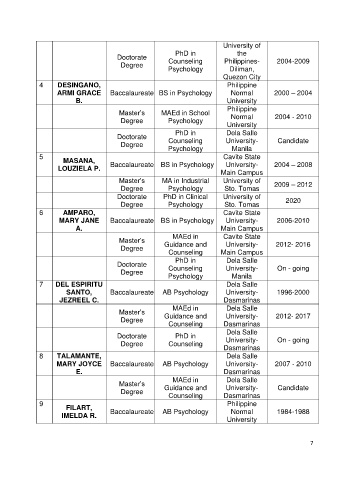 Doctorate Degree | PhD in Counseling Psychology | University of the Philippines- Diliman, Quezon City | 2004-2009
4 | DESINGANO, ARMI GRACE B. | Baccalaureate | BS in Psychology | Philippine Normal University | 2000 – 2004
Master's Degree | MAEd in School Psychology | Philippine Normal University | 2004 - 2010
Doctorate Degree | PhD in Counseling Psychology | Dela Salle University- Manila | Candidate
5 | MASANA, LOUZIELA P. | Baccalaureate | BS in Psychology | Cavite State University- Main Campus | 2004 – 2008
Master's Degree | MA in Industrial Psychology | University of Sto. Tomas | 2009 – 2012
Doctorate Degree | PhD in Clinical Psychology | University of Sto. Tomas | 2020
6 | AMPARO, MARY JANE A. | Baccalaureate | BS in Psychology | Cavite State University- Main Campus | 2006-2010
Master's Degree | MAEd in Guidance and Counseling | Cavite State University- Main Campus | 2012- 2016
Doctorate Degree | PhD in Counseling Psychology | Dela Salle University- Manila | On - going
7 | DEL ESPIRITU SANTO, JEZREEL C. | Baccalaureate | AB Psychology | Dela Salle University- Dasmarinas | 1996-2000
Master's Degree | MAEd in Guidance and Counseling | Dela Salle University- Dasmarinas | 2012- 2017
Doctorate Degree | PhD in Counseling | Dela Salle University- Dasmarinas | On - going
8 | TALAMANTE, MARY JOYCE E. | Baccalaureate | AB Psychology | Dela Salle University- Dasmarinas | 2007 - 2010
Master's Degree | MAEd in Guidance and Counseling | Dela Salle University- Dasmarinas | Candidate
9 | FILART, IMELDA R. | Baccalaureate | AB Psychology | Philippine Normal University | 1984-1988
7